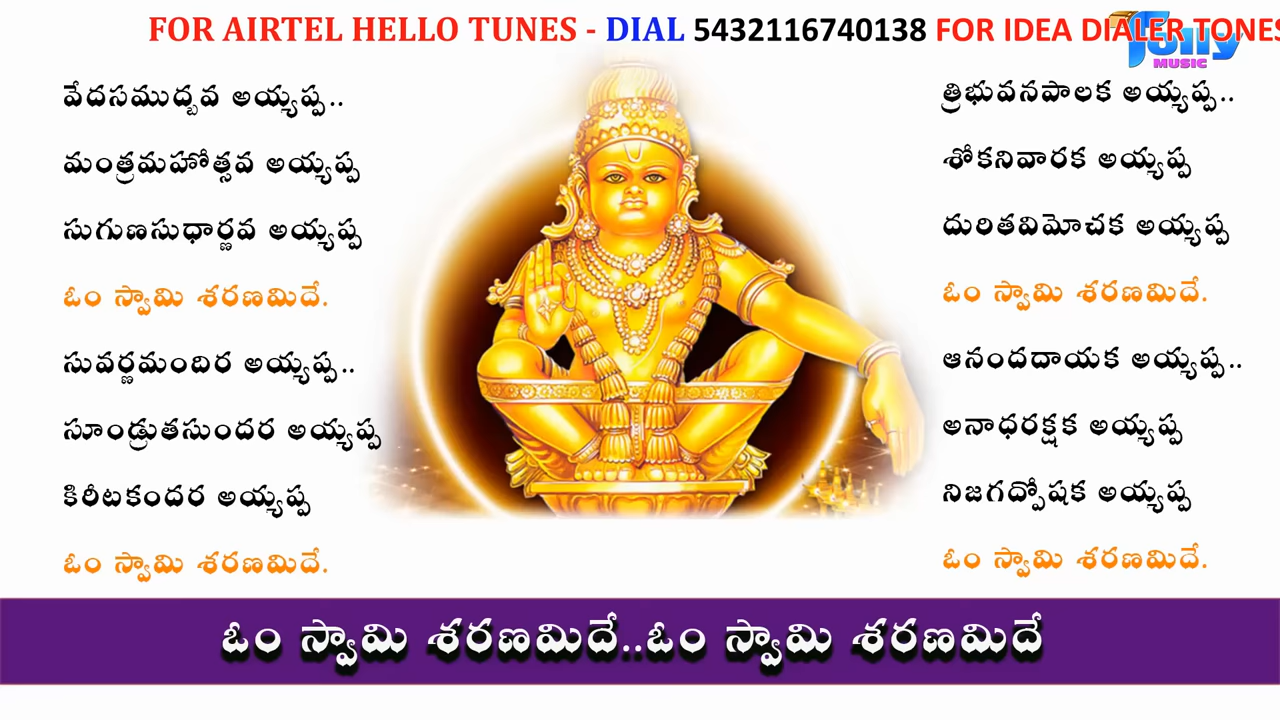 FOR AIRTEL HELLO TUNES - DIAL 5432116740138 FOR IDEA DIALER TONES
Jolly
MUSIC
వేదసముద్భవ అయ్యప్ప..
మంత్రమహోత్సవ అయ్యప్ప
సుగుణసుధార్ణవ అయ్యప్ప
ఓం స్వామి శరణమిదే.
సువర్ణమందిర అయ్యప్ప..
సూండ్రుతసుందర అయ్యప్ప
కిరీటకందర అయ్యప్ప
ఓం స్వామి శరణమిదే.
త్రిభువనపాలక అయ్యప్ప..
శోకనివారక అయ్యప్ప
దురితవిమోచక అయ్యప్ప
ఓం స్వామి శరణమిదే.
ఆనందదాయక అయ్యప్ప..
అనాధరక్షక అయ్యప్ప
నిజగద్పోషక అయ్యప్ప
ఓం స్వామి శరణమిదే.
ఓం స్వామి శరణమిదే..ఓం స్వామి శరణమిదే